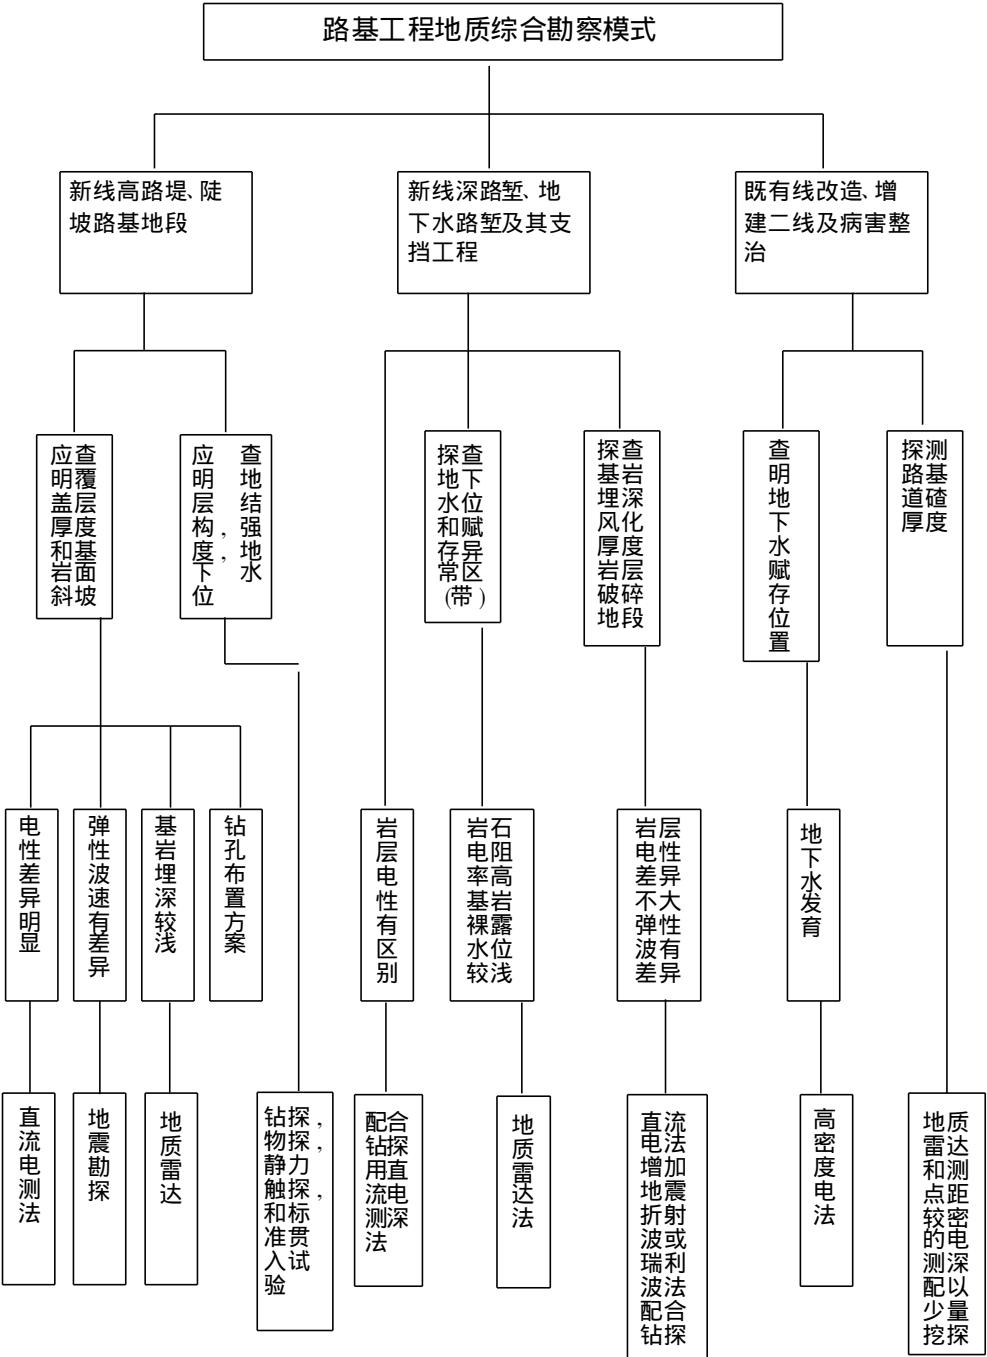 路基工程地质综合勘察模式
新线高路堤、陡
坡路基地段
新线深路堑、地
下水路堑及其支
挡工程
既有线改造、增
建二线及病害整
治
应查
明覆
盖层
厚度
和基
岩面
斜坡
应查
明地
层结
构,强
度,地
下水
位
探查
地下
水位
和赋
存异
常区
(带)
探查
基岩
埋深
风化
厚度
岩层
破碎
地段
查
明
地
下
水
赋
存
位
置
探测
路基
道碴
厚度
电
性
差
异
明
显
弹
性
波
速
有
差
异
基
岩
埋
深
较
浅
钻
孔
布
置
方
案
岩
层
电
性
有
区
别
岩石
电阻
率高
基岩
裸露
水位
较浅
岩层
电性
差异
不大
弹性
波有
差异
地
下
水
发
育
直
流
电
测
法
地
震
勘
探
地
质
雷
达
钻探,
物探,
静力
触探,
和标
准贯
入试
验
配合
钻探
用直
流电
测深
法
地
质
雷
达
法
直流
电法
增加
地震
折射
波或
瑞利
波法
配合
钻探
高
密
度
电
法
地质
雷达
和测
点距
较密
的电
测深
配以
少量
挖探